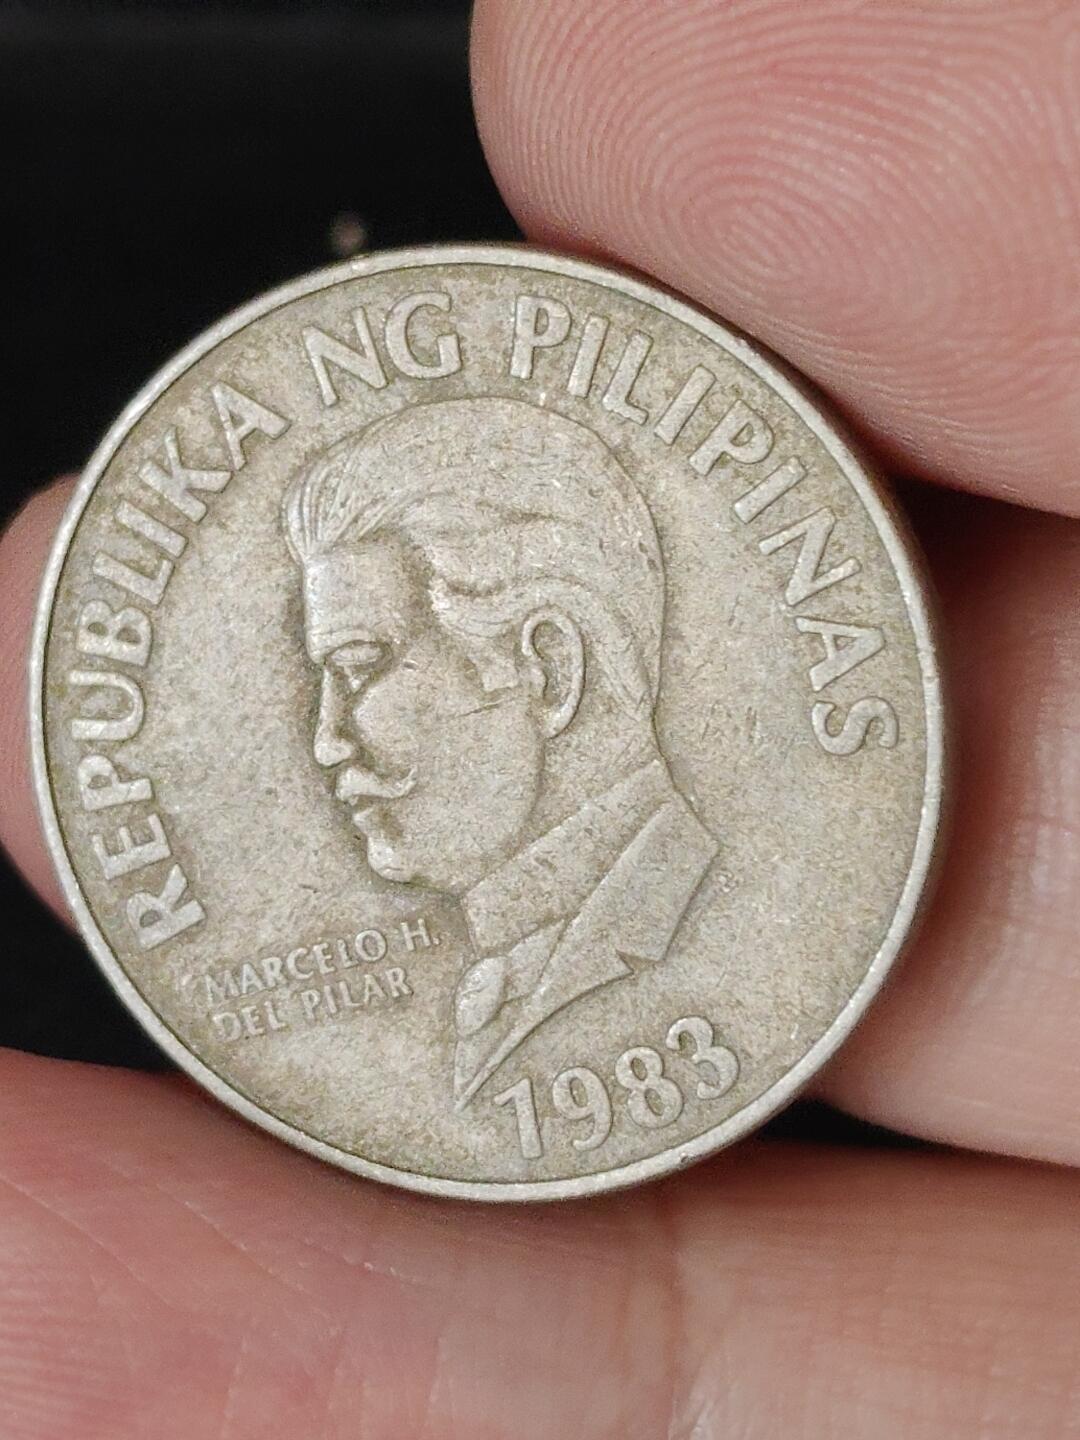 REPUBLIKA NG PILIPINAS
MARCELO H.
DEL PILAR
1983